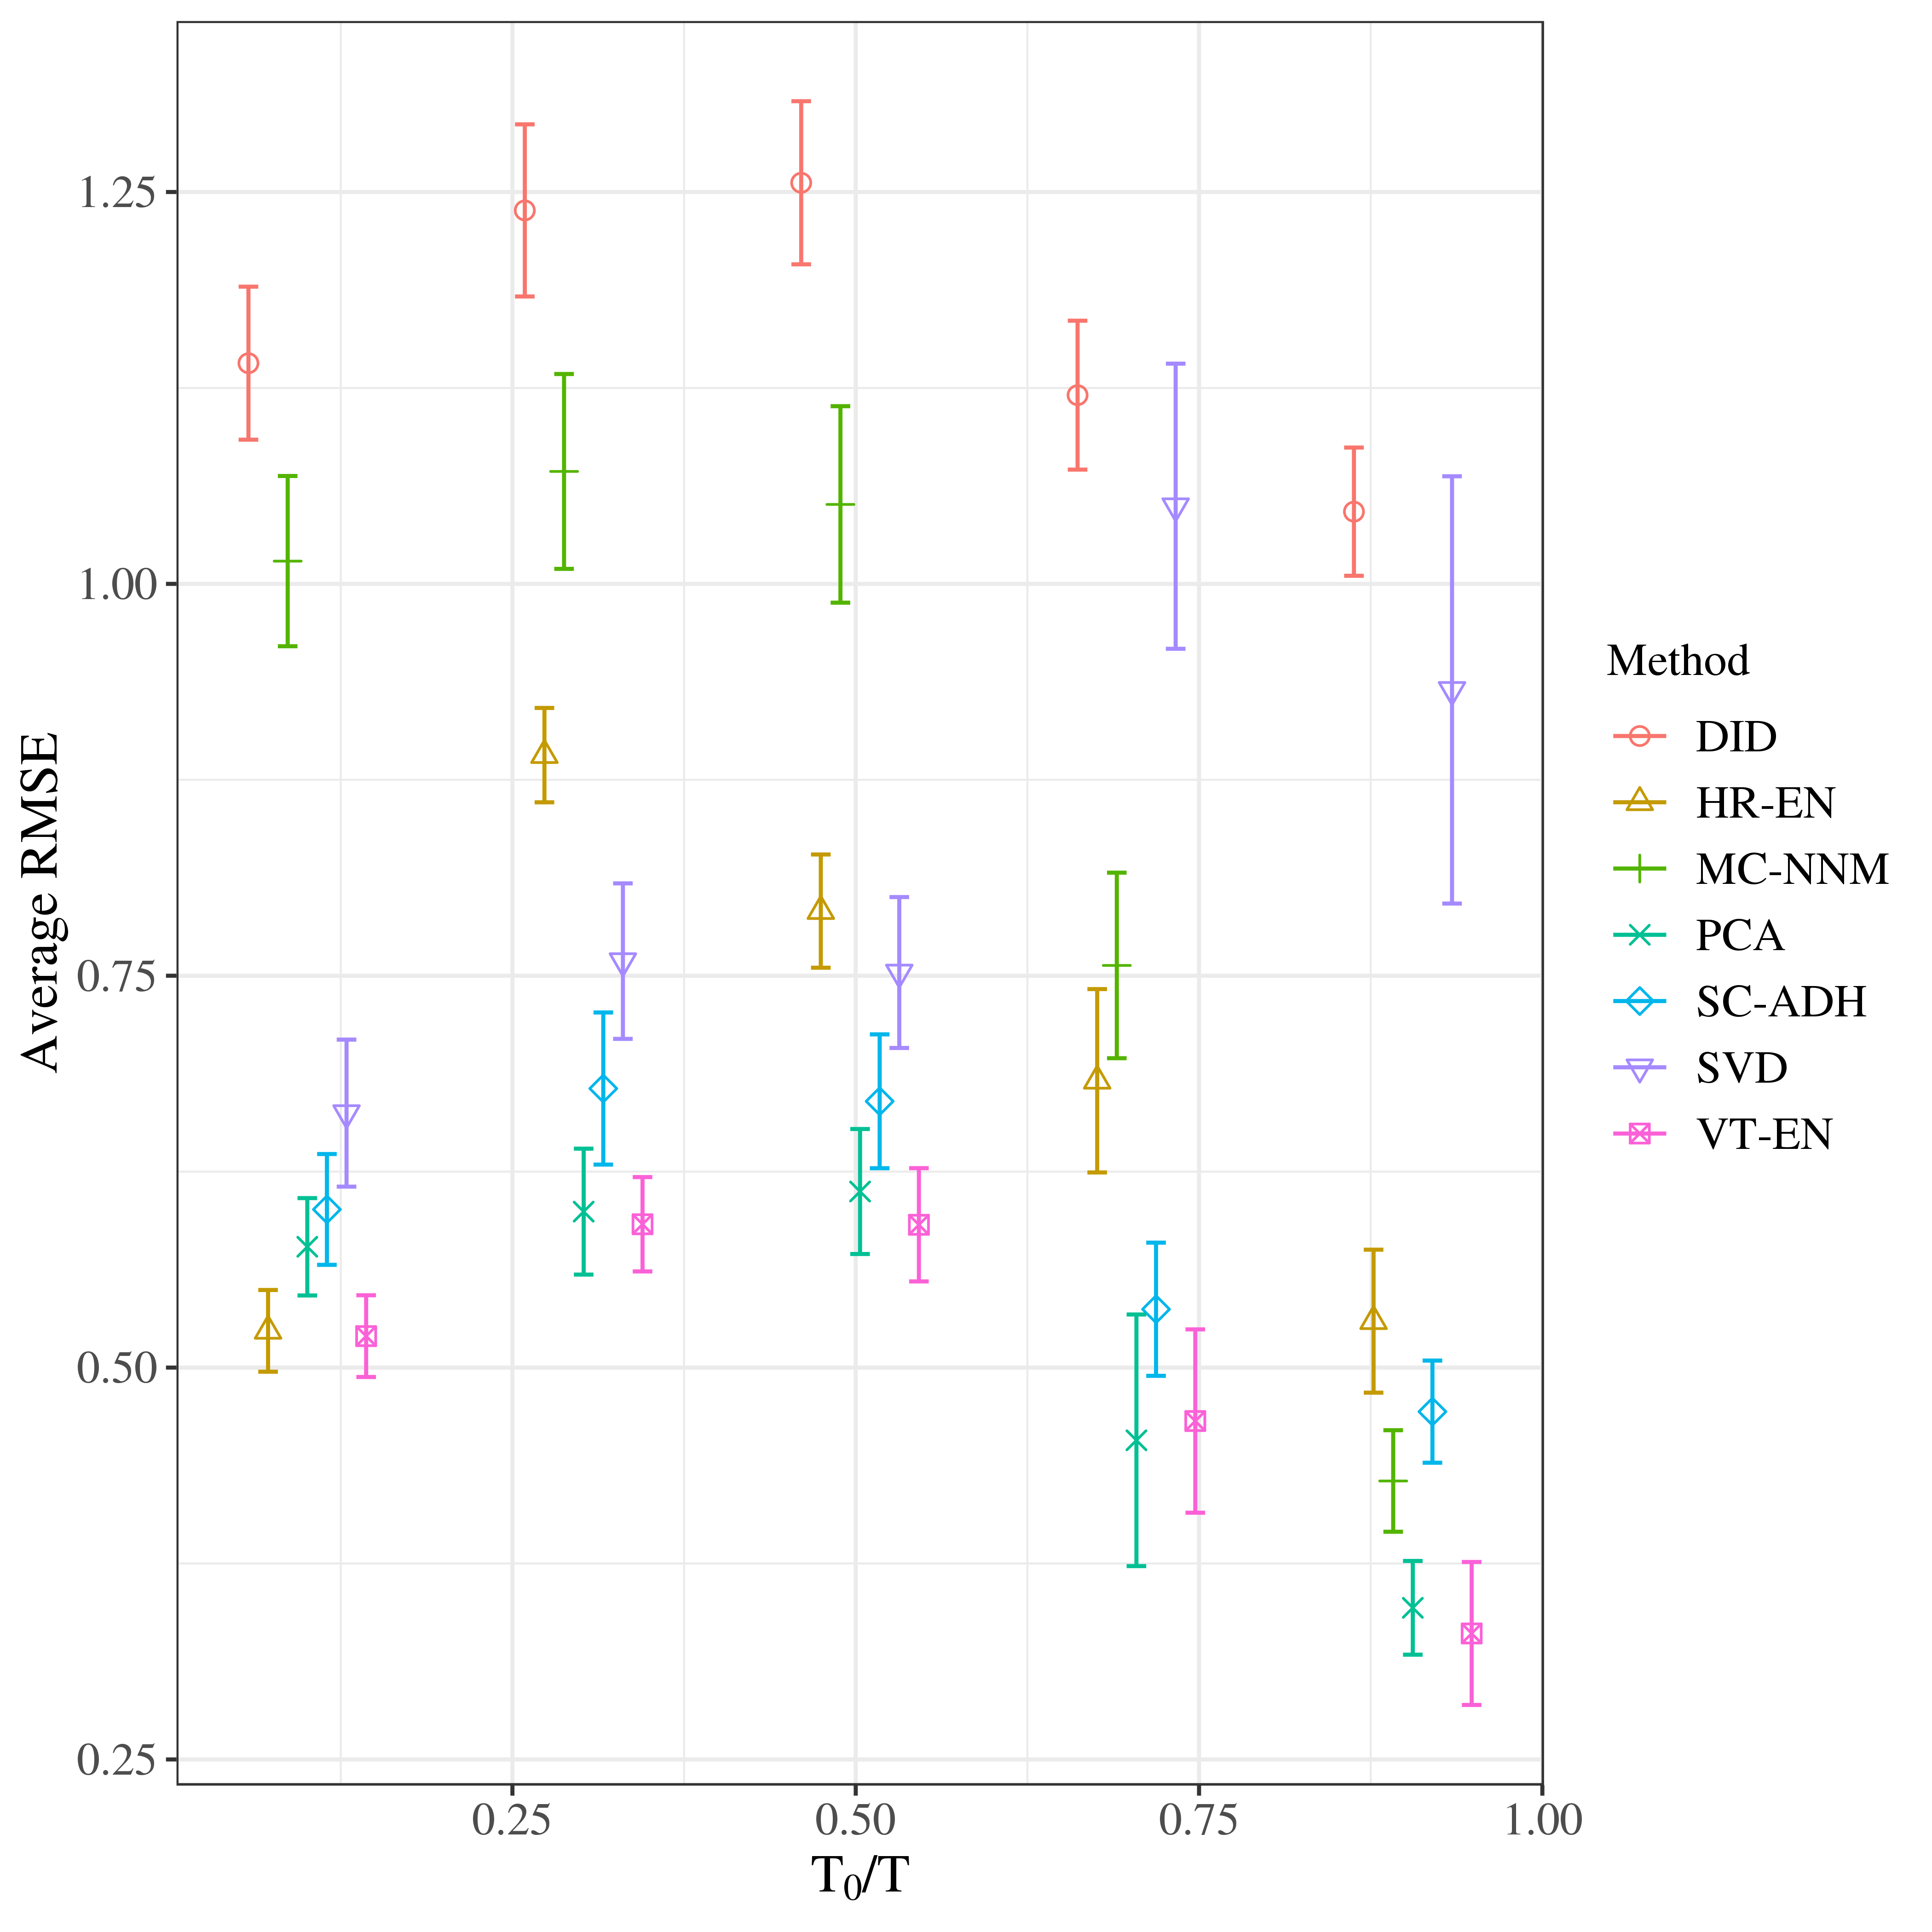 1.25
1.00
0.75
0.50
0.25
Average RMSE
0.25
0.50
0.75
1.00
T₀/T
Method
DID
HR-EN
MC-NNM
PCA
SC-ADH
SVD
VT-EN